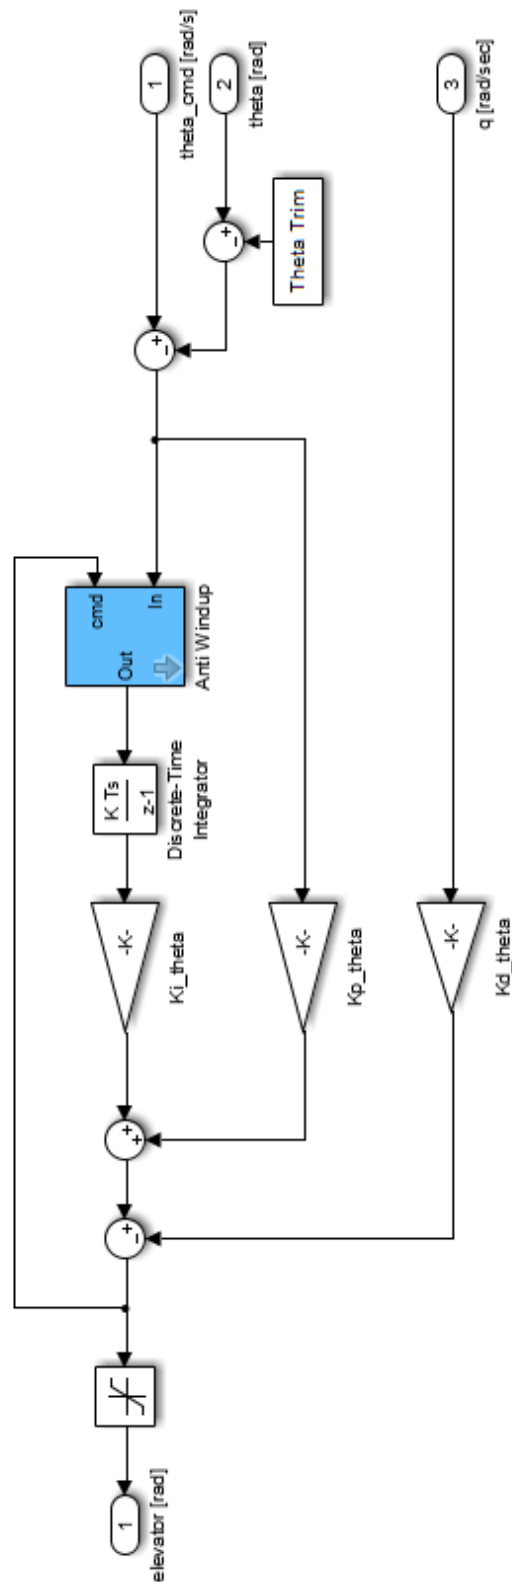 1
theta_cmd [rad/s]
2
theta [rad]
+
−
Theta Trim
+
−
cmd
In
Out
Anti Windup
K Ts
z-1
Discrete-Time
Integrator
-K-
Ki_theta
-K-
Kp_theta
3
q [rad/sec]
-K-
Kd_theta
+
+
+
−
1
elevator [rad]